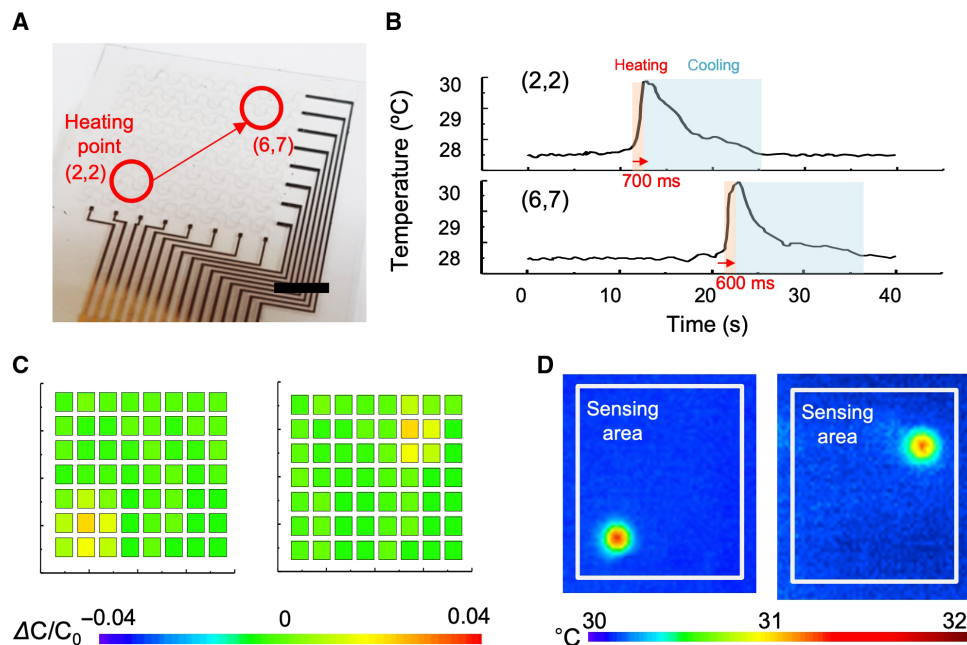 A
Heating
point
(2,2)
(6,7)
B
Temperature (ºC)
Heating
Cooling
(2,2)
30
29
28
700 ms
(6,7)
30
29
28
600 ms
0
10
20
30
40
Time (s)
C
ΔC/C0
−0.04
0
0.04
D
Sensing
area
Sensing
area
°C
30
31
32